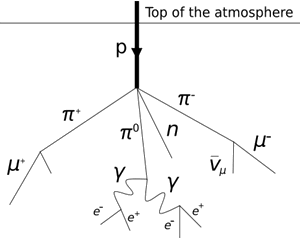 Top of the atmosphere
p
π⁺
π⁻
π⁰
n
μ⁺
μ⁻
γ
γ
ν̄μ
e⁻
e⁺
e⁻
e⁺